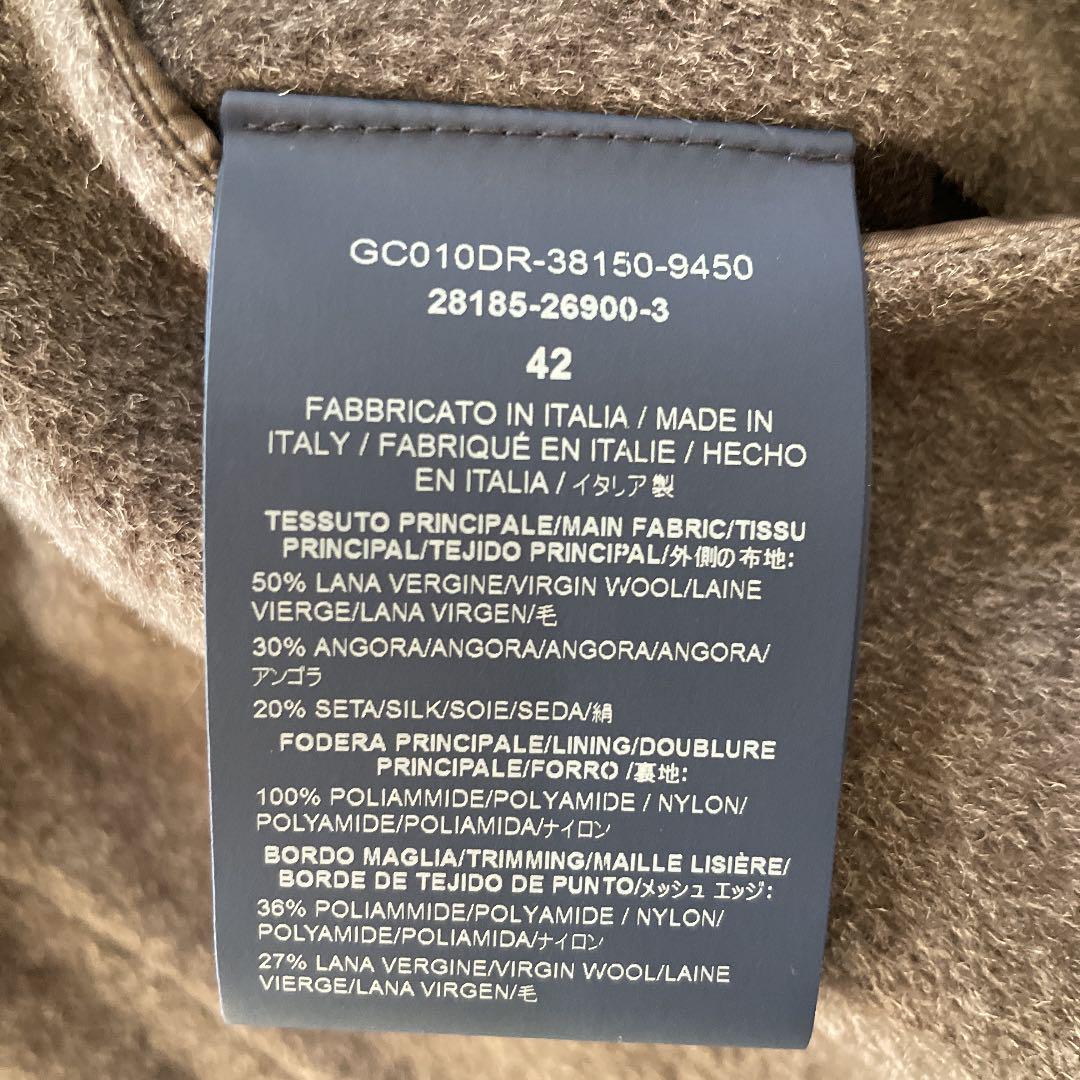 GC010DR-38150-9450
28185-26900-3
42
FABBRICATO IN ITALIA / MADE IN
ITALY / FABRIQUÉ EN ITALIE / HECHO
EN ITALIA / イタリア製
TESSUTO PRINCIPALE/MAIN FABRIC/TISSU
PRINCIPAL/TEJIDO PRINCIPAL/外側の布地:
50% LANA VERGINE/VIRGIN WOOL/LAINE
VIERGE/LANA VIRGEN/毛
30% ANGORA/ANGORA/ANGORA/ANGORA/
アンゴラ
20% SETA/SILK/SOIE/SEDA/絹
FODERA PRINCIPALE/LINING/DOUBLURE
PRINCIPALE/FORRO /裏地:
100% POLIAMMIDE/POLYAMIDE / NYLON/
POLYAMIDE/POLIAMIDA/ナイロン
BORDO MAGLIA/TRIMMING/MAILLE LISIÈRE/
BORDE DE TEJIDO DE PUNTO/メッシュ エッジ:
36% POLIAMMIDE/POLYAMIDE / NYLON/
POLYAMIDE/POLIAMIDA/ナイロン
27% LANA VERGINE/VIRGIN WOOL/LAINE
VIERGE/LANA VIRGEN/毛